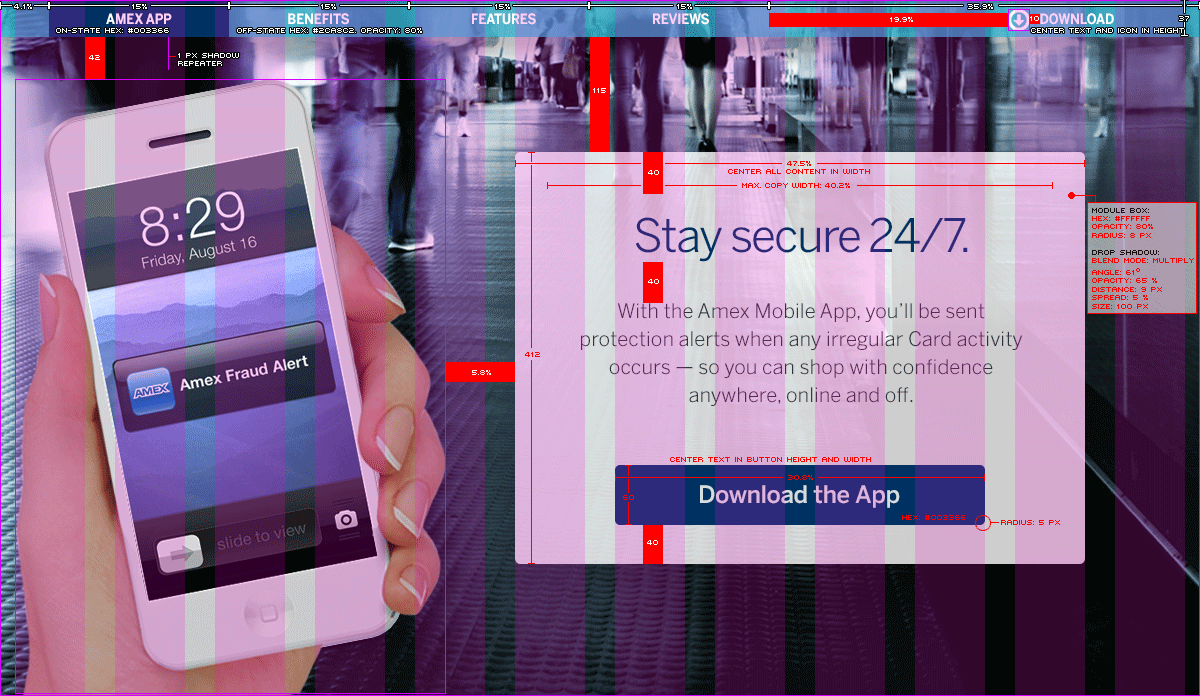 4.1%
15%
15%
15%
15%
35.9%
AMEX APP
BENEFITS
FEATURES
REVIEWS
19.9%
10
DOWNLOAD
37
ON-STATE HEX: #003366
OFF-STATE HEX: #2CA8C2. OPACITY: 80%
CENTER TEXT AND ICON IN HEIGHT
42
1 PX SHADOW
REPEATER
115
47.5%
CENTER ALL CONTENT IN WIDTH
40
MAX. COPY WIDTH: 40.2%
MODULE BOX:
HEX: #FFFFFF
OPACITY: 80%
RADIUS: 8 PX
DROP SHADOW:
BLEND MODE: MULTIPLY
ANGLE: 61°
OPACITY: 65 %
DISTANCE: 9 PX
SPREAD: 5 %
SIZE: 100 PX
8:29
Friday, August 16
Stay secure 24/7.
40
With the Amex Mobile App, you'll be sent
protection alerts when any irregular Card activity
occurs — so you can shop with confidence
anywhere, online and off.
412
5.8%
AMEX
Amex Fraud Alert
CENTER TEXT IN BUTTON HEIGHT AND WIDTH
30.8%
60
Download the App
HEX: #003366
RADIUS: 5 PX
slide to view
40